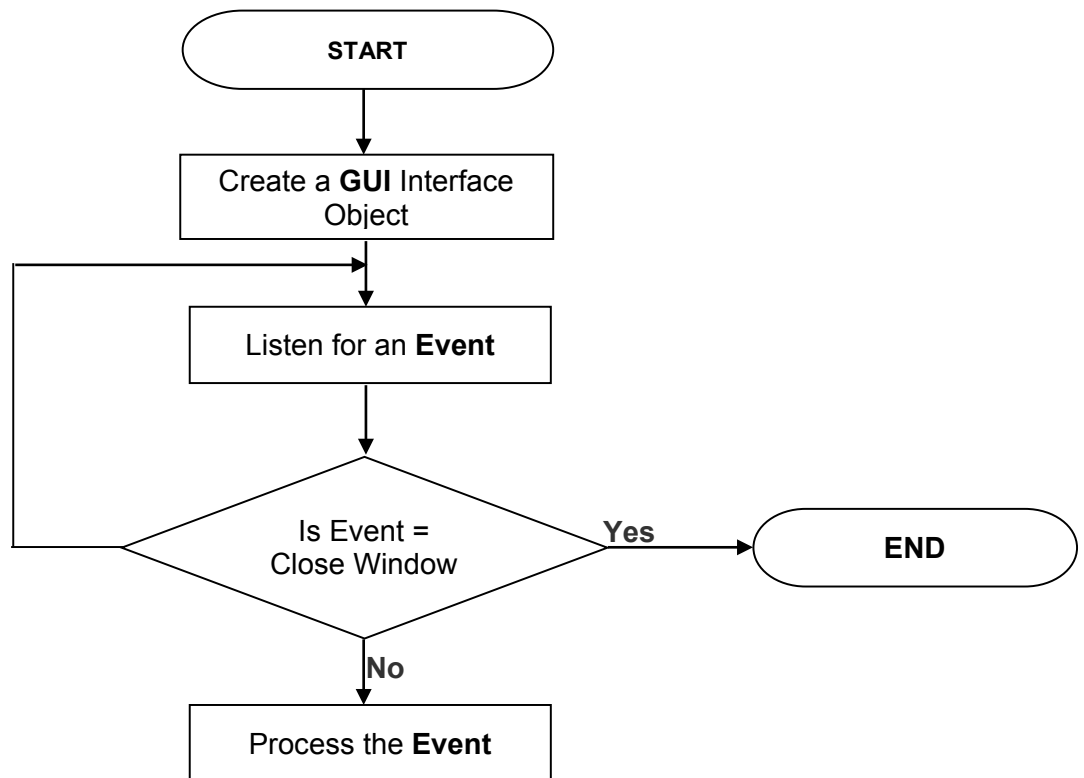 START
Create a GUI Interface
Object
Listen for an Event
Is Event =
Close Window
Yes
END
No
Process the Event